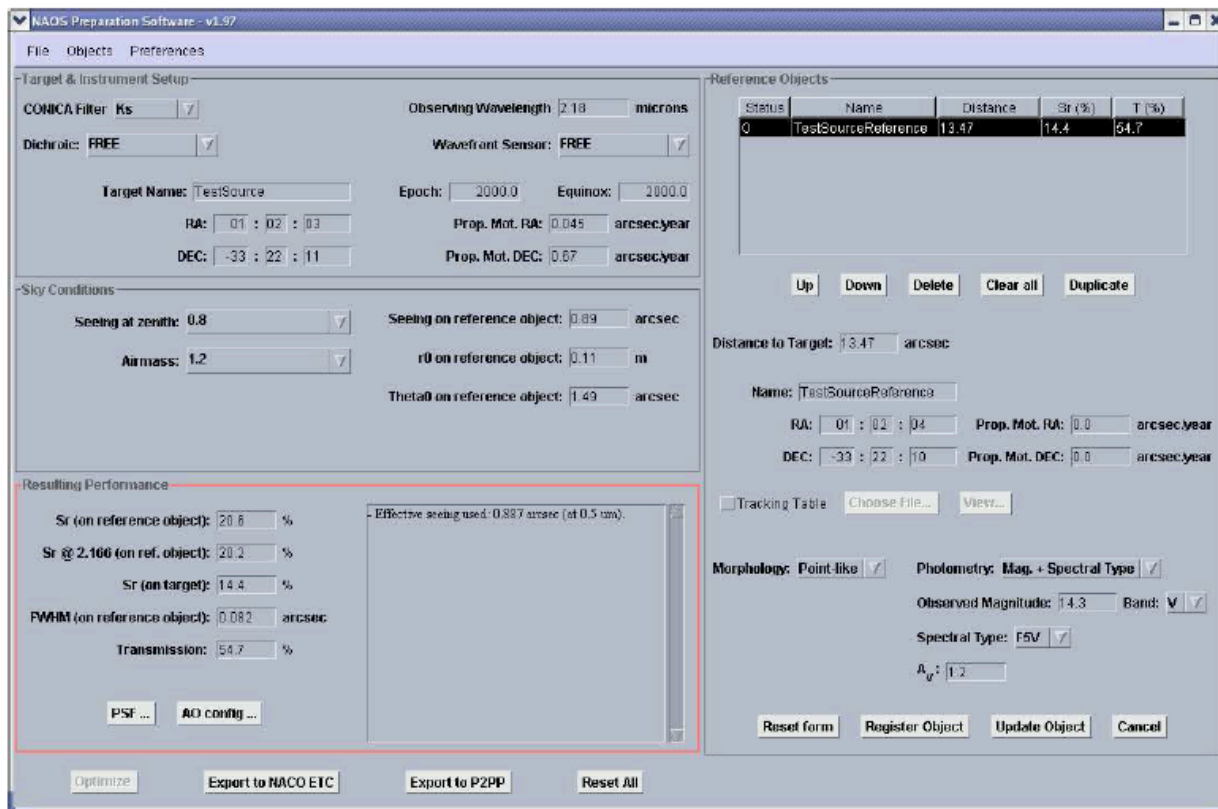 NAOS Preparation Software - v1.97
File Objects Preferences
Target & Instrument Setup
CONICA Filter Ks
Observing Wavelength 2.18 microns
Dichroic: FREE
Wavefront Sensor: FREE
Target Name: TestSource
Epoch: 2000.0 Equinox: 2000.0
RA: 01 : 02 : 03
Prop. Mot. RA: 0.045 arcsec/year
DEC: -33 : 22 : 11
Prop. Mot. DEC: 0.67 arcsec/year
Sky Conditions
Seeing at zenith: 0.8
Seeing on reference object: 0.89 arcsec
Airmass: 1.2
r0 on reference object: 0.11 m
Theta0 on reference object: 1.49 arcsec
Resulting Performance
Sr (on reference object): 20.6 %
Sr @ 2.166 (on ref. object): 20.2 %
Sr (on target): 14.4 %
FWHM (on reference object): 0.082 arcsec
Transmission: 54.7 %
- Effective seeing used: 0.887 arcsec (at 0.5 um).
PSF ... AO config ...
Optimize Export to NACO ETC Export to P2PP Reset All
Reference Objects
Status Name Distance Sr (%) T (%)
0 TestSourceReference 13.47 14.4 54.7
Up Down Delete Clear all Duplicate
Distance to Target: 13.47 arcsec
Name: TestSourceReference
RA: 01 : 02 : 04 Prop. Mot. RA: 0.0 arcsec/year
DEC: -33 : 22 : 10 Prop. Mot. DEC: 0.0 arcsec/year
Tracking Table Choose File... View...
Morphology: Point-like Photometry: Mag. + Spectral Type
Observed Magnitude: 14.3 Band: V
Spectral Type: F5V
Av: 1.2
Reset form Register Object Update Object Cancel